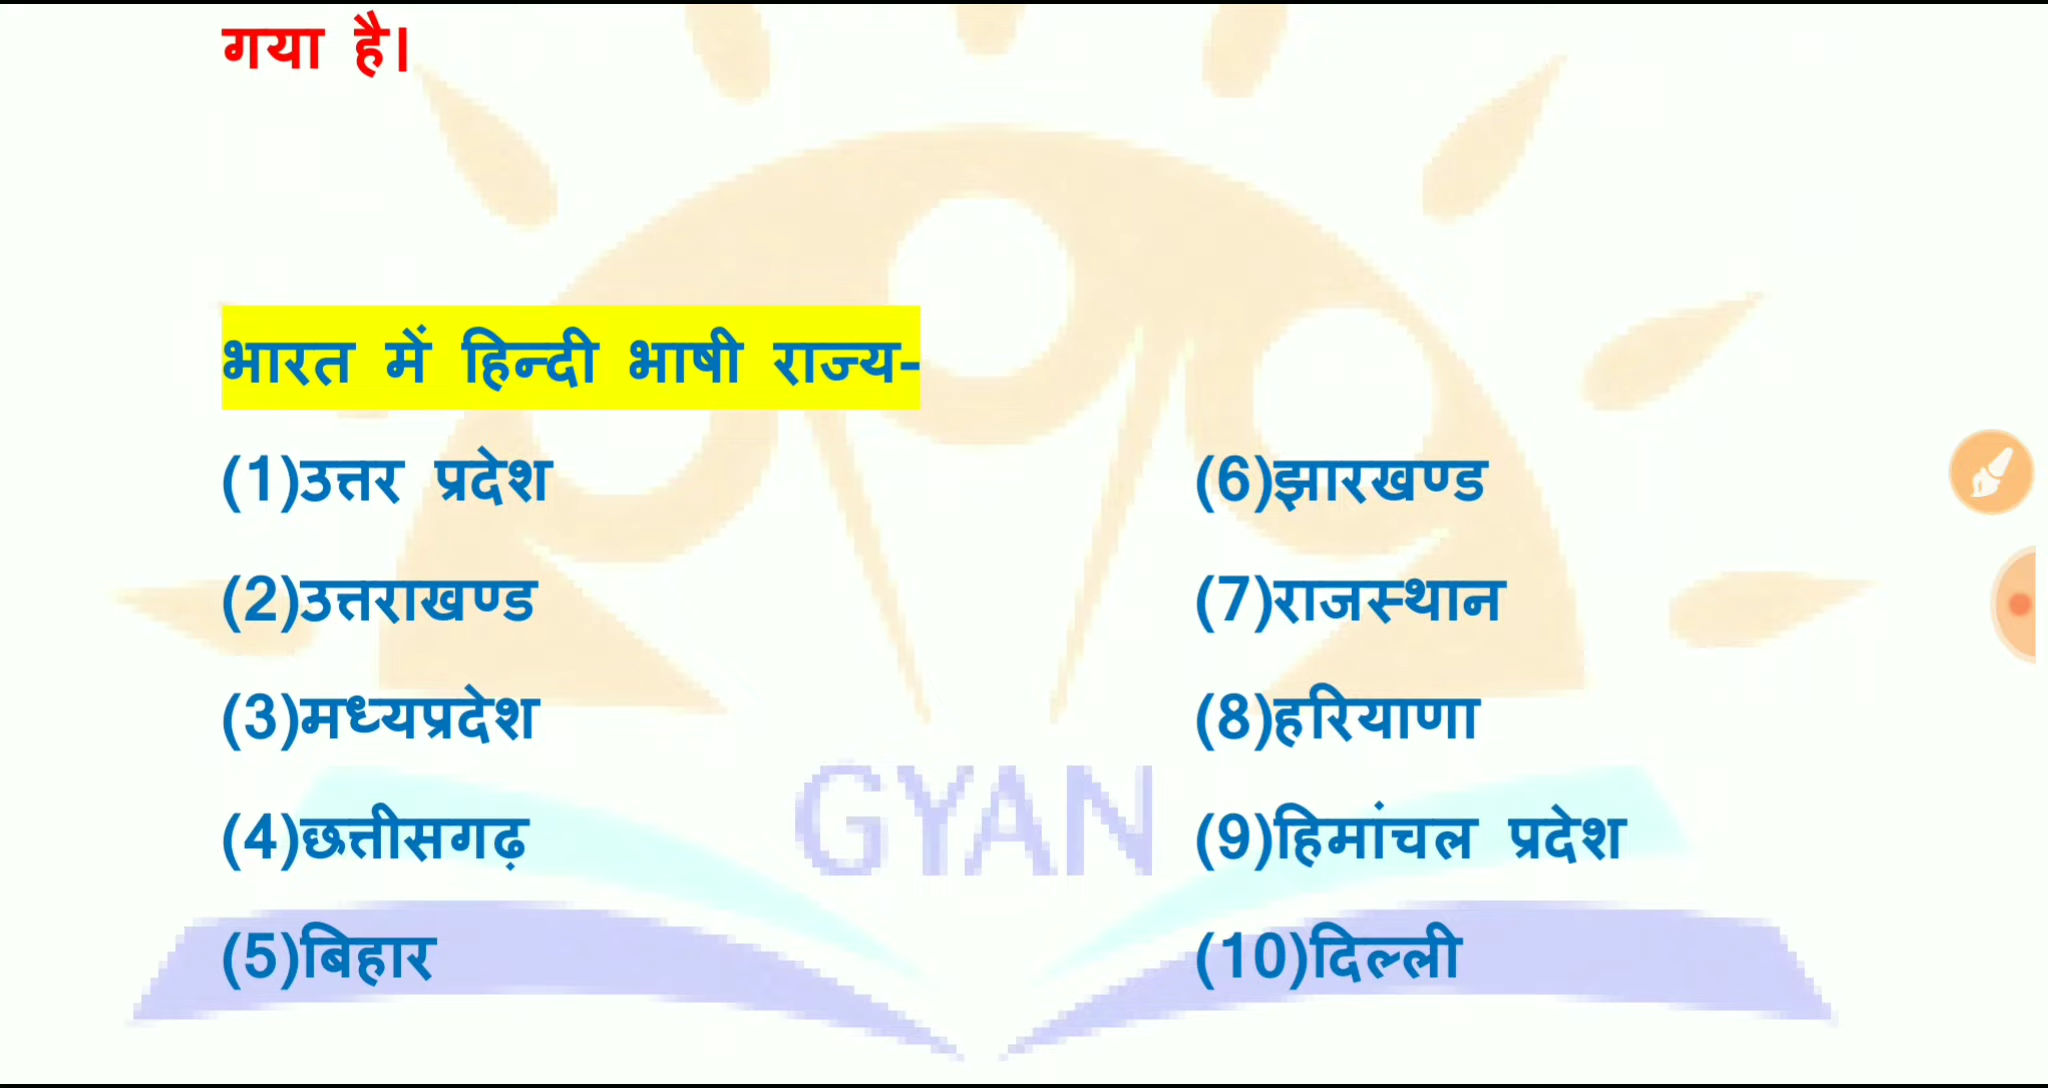 गया है।
भारत में हिन्दी भाषी राज्य-
(1)उत्तर प्रदेश
(2)उत्तराखण्ड
(3)मध्यप्रदेश
(4)छत्तीसगढ़
(5)बिहार
(6)झारखण्ड
(7)राजस्थान
(8)हरियाणा
(9)हिमांचल प्रदेश
(10)दिल्ली
GYAN